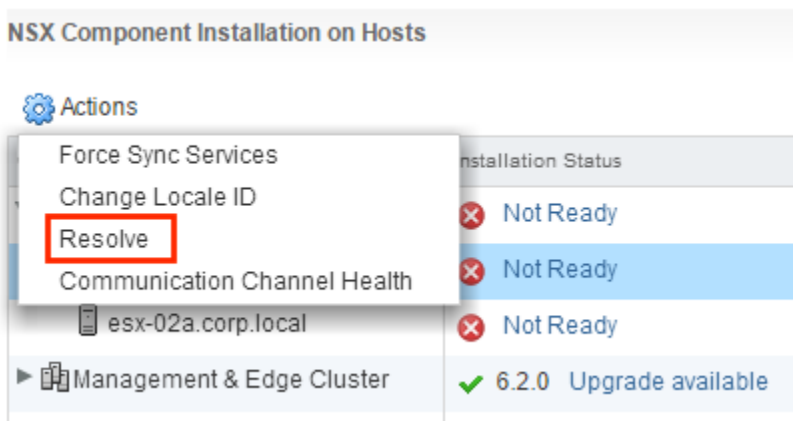 NSX Component Installation on Hosts
Actions
Force Sync Services
nstallation Status
Change Locale ID
Not Ready
Resolve
Communication Channel Health
Not Ready
esx-02a.corp.local
Not Ready
Management & Edge Cluster
6.2.0 Upgrade available